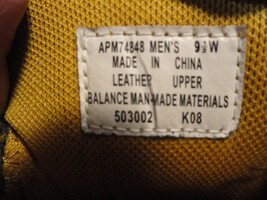 APM74848 MEN'S 9½W
MADE IN CHINA
LEATHER UPPER
BALANCE MAN-MADE MATERIALS
503002 K08